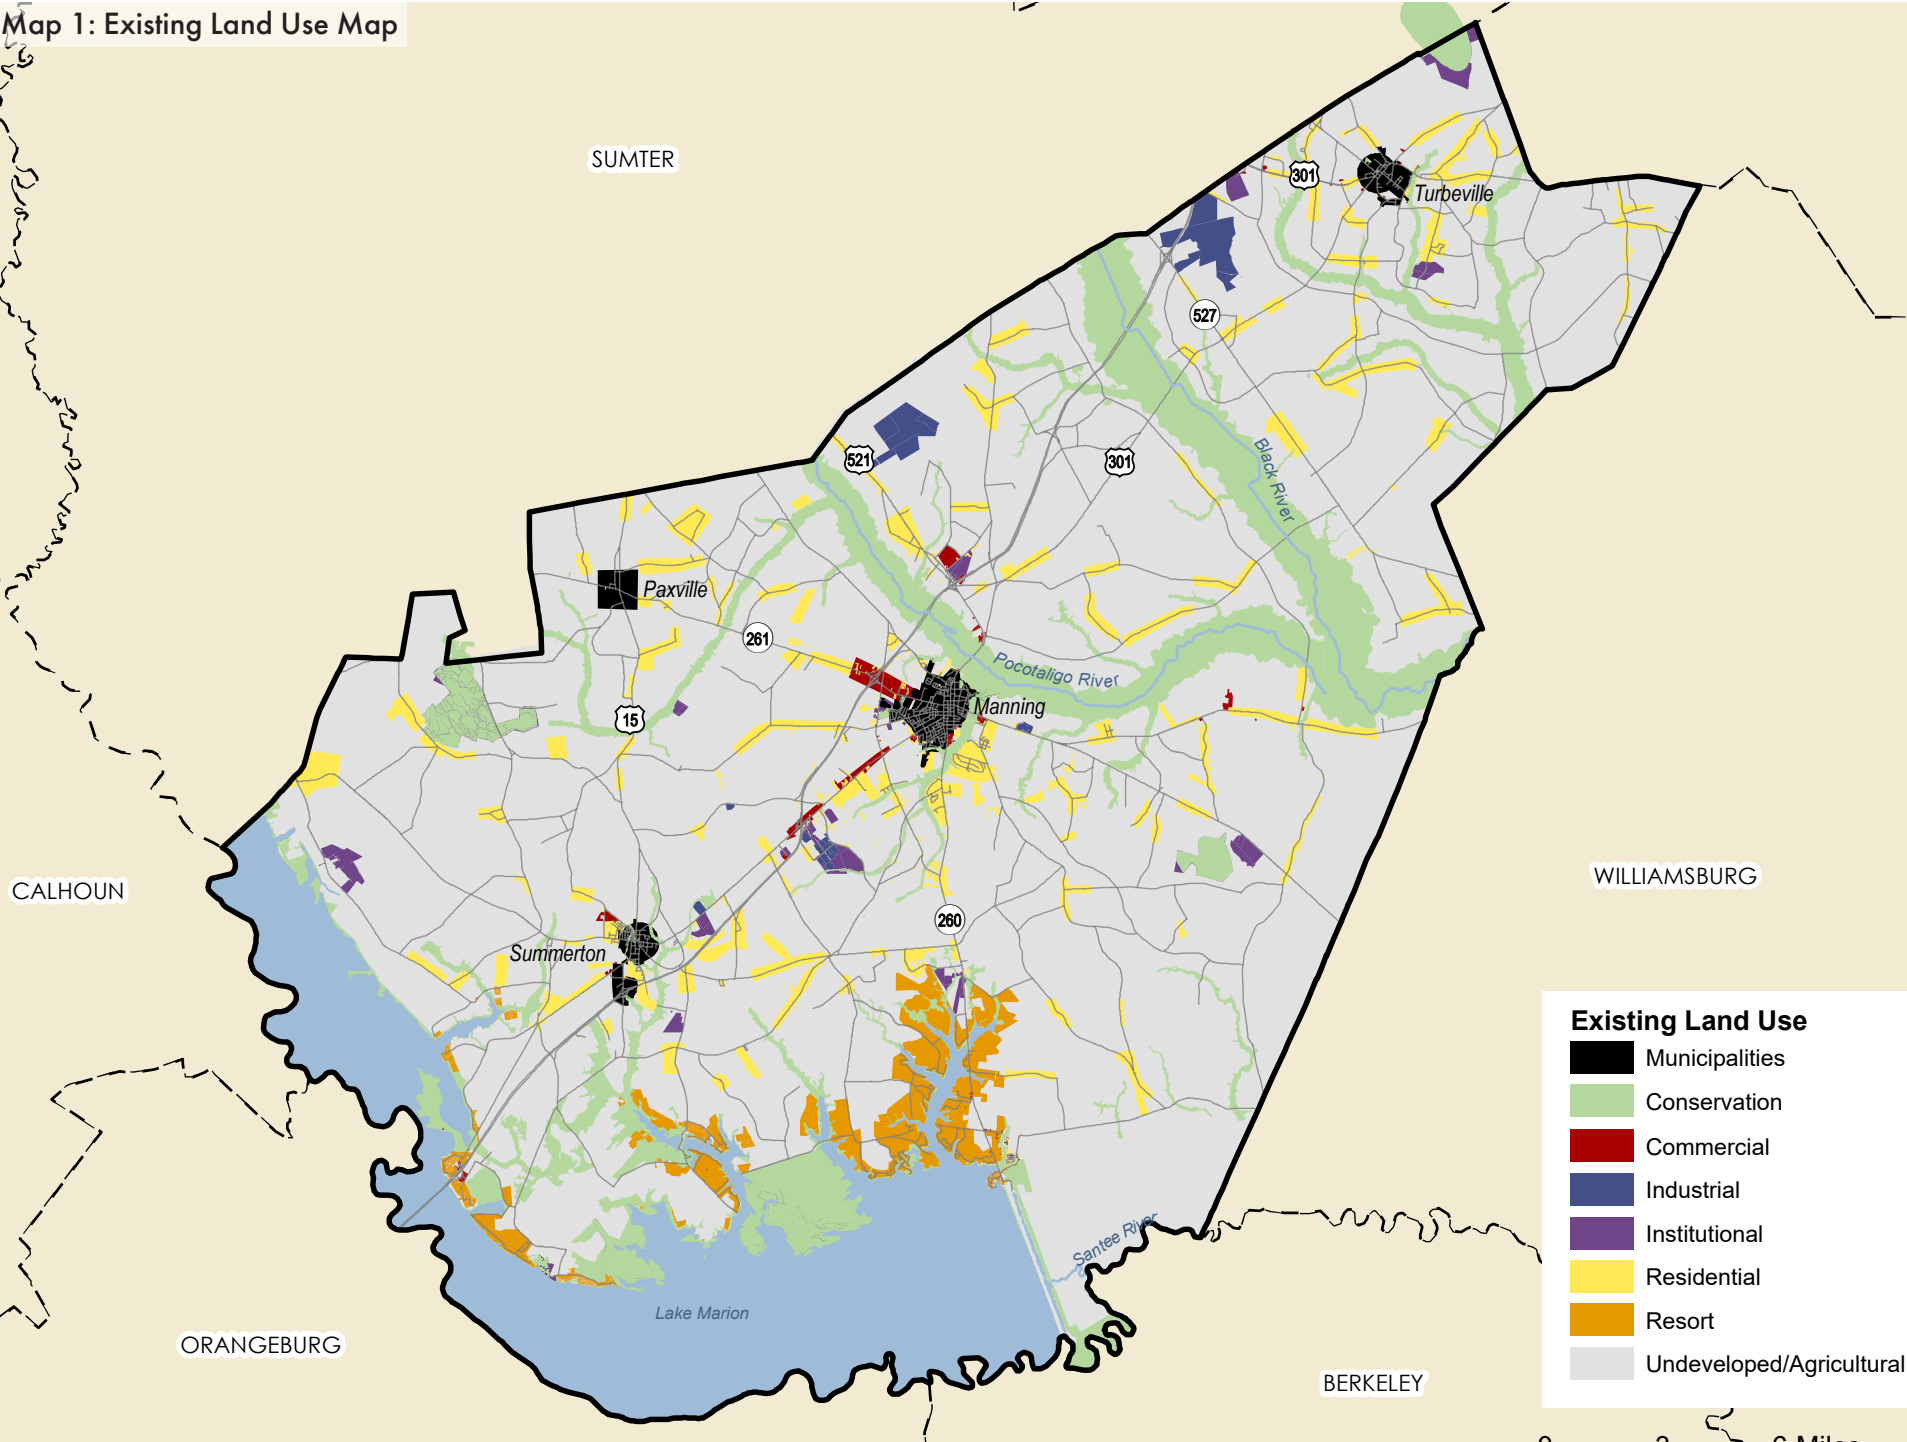 Map 1: Existing Land Use Map
SUMTER
301
Turbeville
527
521
301
Black River
Paxville
261
Pocotaligo River
15
Manning
WILLIAMSBURG
CALHOUN
260
Summerton
Existing Land Use
Municipalities
Conservation
Commercial
Industrial
Institutional
Residential
Resort
Undeveloped/Agricultural
Santee River
Lake Marion
ORANGEBURG
BERKELEY
6 Miles